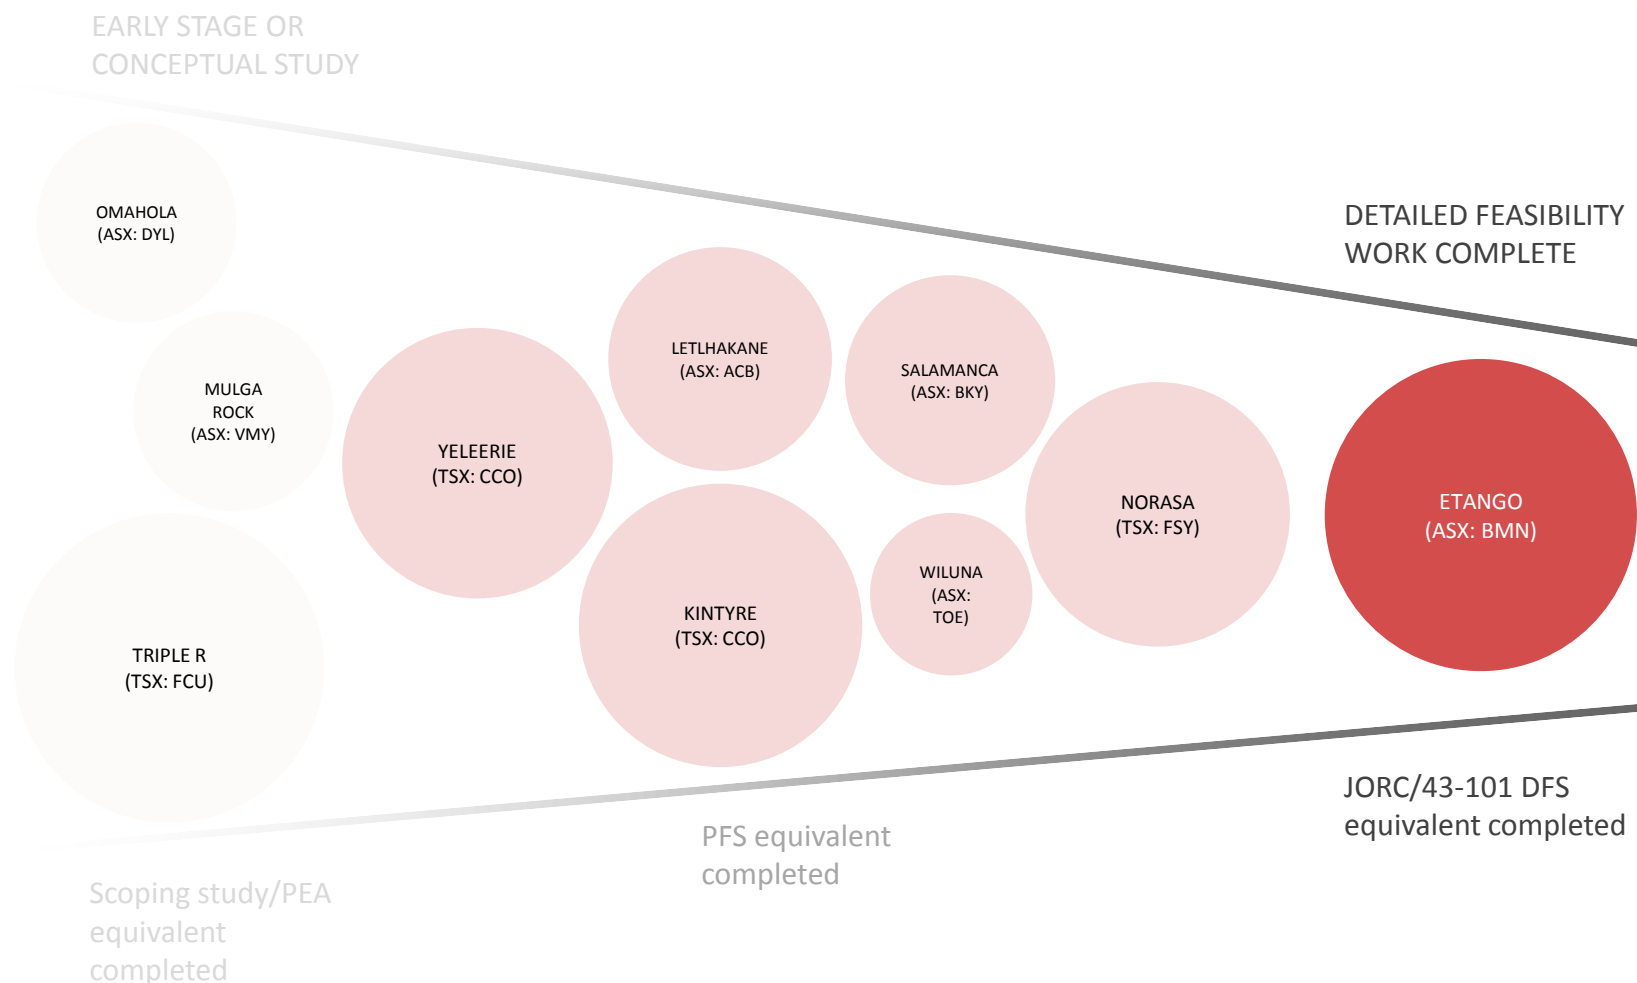 EARLY STAGE OR
CONCEPTUAL STUDY
OMAHOLA
(ASX: DYL)
DETAILED FEASIBILITY
WORK COMPLETE
MULGA
ROCK
(ASX: VMY)
LETLHAKANE
(ASX: ACB)
SALAMANCA
(ASX: BKY)
YELEERIE
(TSX: CCO)
NORASA
(TSX: FSY)
ETANGO
(ASX: BMN)
WILUNA
(ASX:
TOE)
KINTYRE
(TSX: CCO)
TRIPLE R
(TSX: FCU)
JORC/43-101 DFS
equivalent completed
PFS equivalent
completed
Scoping study/PEA
equivalent
completed